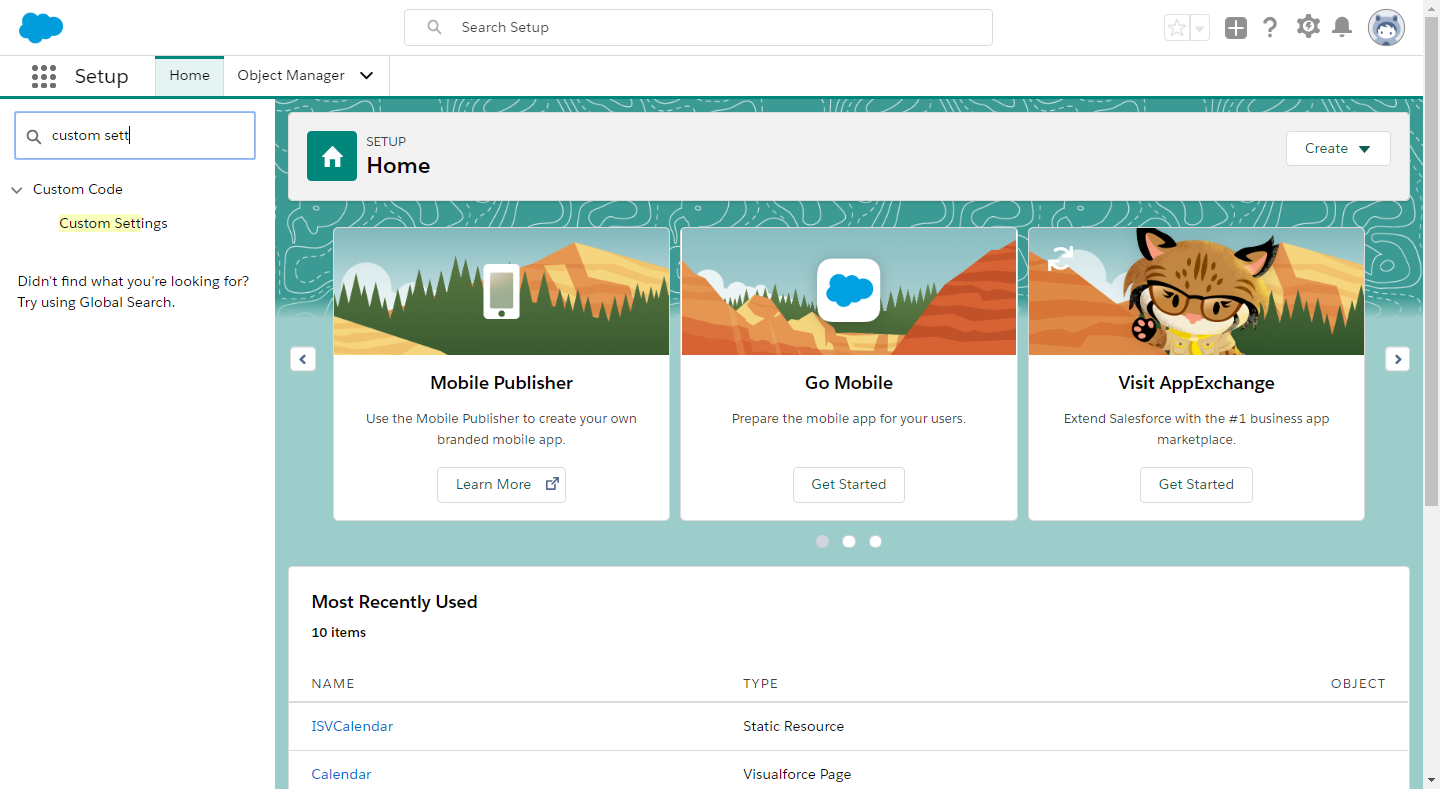 Search Setup
Setup
Home
Object Manager
custom sett
Custom Code
Custom Settings
Didn't find what you're looking for?
Try using Global Search.
SETUP
Home
Create
Mobile Publisher
Use the Mobile Publisher to create your own
branded mobile app.
Learn More
Go Mobile
Prepare the mobile app for your users.
Get Started
Visit AppExchange
Extend Salesforce with the #1 business app
marketplace.
Get Started
Most Recently Used
10 items
NAME TYPE OBJECT
ISVCalendar Static Resource
Calendar Visualforce Page